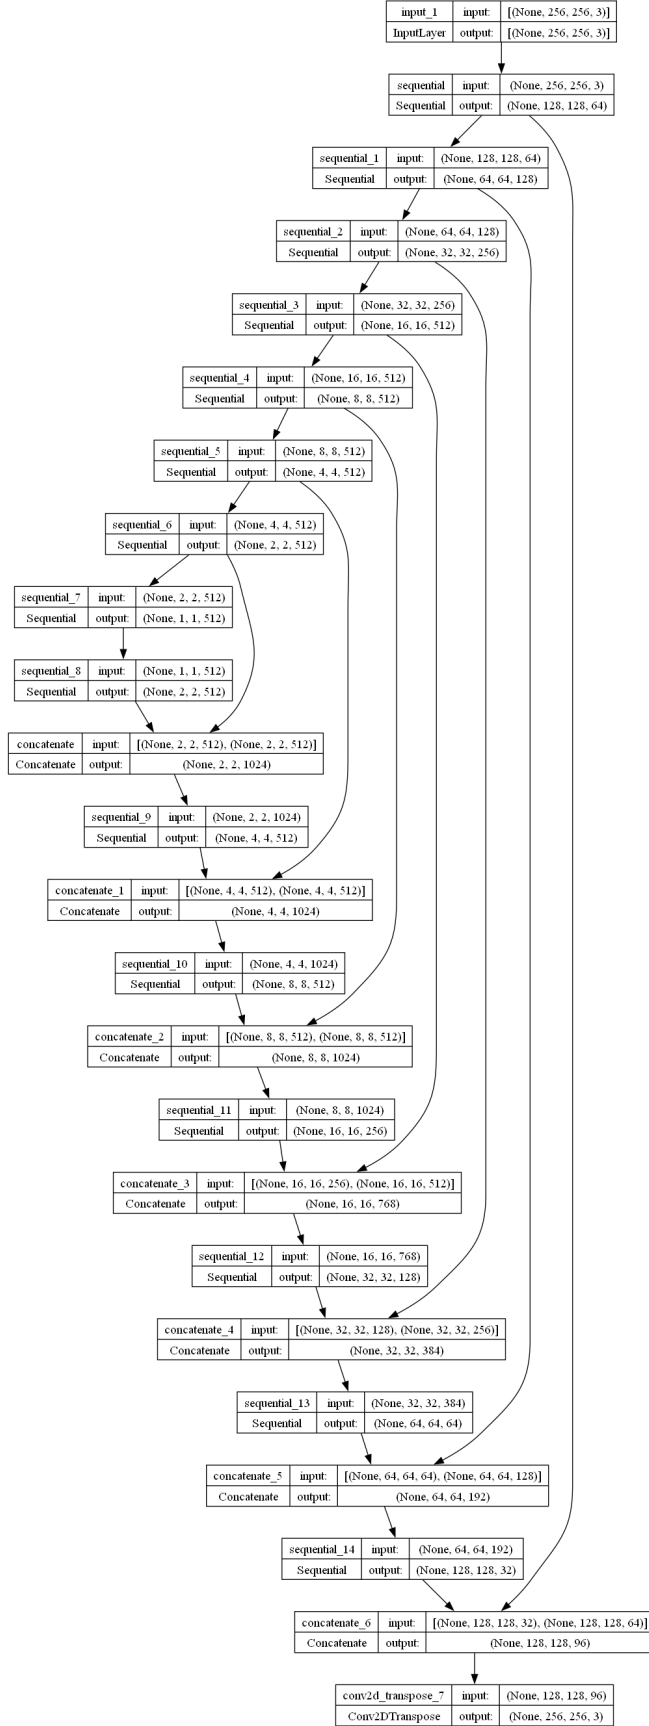 input_1 input: [(None, 256, 256, 3)]
InputLayer output: [(None, 256, 256, 3)]
sequential input: (None, 256, 256, 3)
Sequential output: (None, 128, 128, 64)
sequential_1 input: (None, 128, 128, 64)
Sequential output: (None, 64, 64, 128)
sequential_2 input: (None, 64, 64, 128)
Sequential output: (None, 32, 32, 256)
sequential_3 input: (None, 32, 32, 256)
Sequential output: (None, 16, 16, 512)
sequential_4 input: (None, 16, 16, 512)
Sequential output: (None, 8, 8, 512)
sequential_5 input: (None, 8, 8, 512)
Sequential output: (None, 4, 4, 512)
sequential_6 input: (None, 4, 4, 512)
Sequential output: (None, 2, 2, 512)
sequential_7 input: (None, 2, 2, 512)
Sequential output: (None, 1, 1, 512)
sequential_8 input: (None, 1, 1, 512)
Sequential output: (None, 2, 2, 512)
concatenate input: [(None, 2, 2, 512), (None, 2, 2, 512)]
Concatenate output: (None, 2, 2, 1024)
sequential_9 input: (None, 2, 2, 1024)
Sequential output: (None, 4, 4, 512)
concatenate_1 input: [(None, 4, 4, 512), (None, 4, 4, 512)]
Concatenate output: (None, 4, 4, 1024)
sequential_10 input: (None, 4, 4, 1024)
Sequential output: (None, 8, 8, 512)
concatenate_2 input: [(None, 8, 8, 512), (None, 8, 8, 512)]
Concatenate output: (None, 8, 8, 1024)
sequential_11 input: (None, 8, 8, 1024)
Sequential output: (None, 16, 16, 256)
concatenate_3 input: [(None, 16, 16, 256), (None, 16, 16, 512)]
Concatenate output: (None, 16, 16, 768)
sequential_12 input: (None, 16, 16, 768)
Sequential output: (None, 32, 32, 128)
concatenate_4 input: [(None, 32, 32, 128), (None, 32, 32, 256)]
Concatenate output: (None, 32, 32, 384)
sequential_13 input: (None, 32, 32, 384)
Sequential output: (None, 64, 64, 64)
concatenate_5 input: [(None, 64, 64, 64), (None, 64, 64, 128)]
Concatenate output: (None, 64, 64, 192)
sequential_14 input: (None, 64, 64, 192)
Sequential output: (None, 128, 128, 32)
concatenate_6 input: [(None, 128, 128, 32), (None, 128, 128, 64)]
Concatenate output: (None, 128, 128, 96)
conv2d_transpose_7 input: (None, 128, 128, 96)
Conv2DTranspose output: (None, 256, 256, 3)